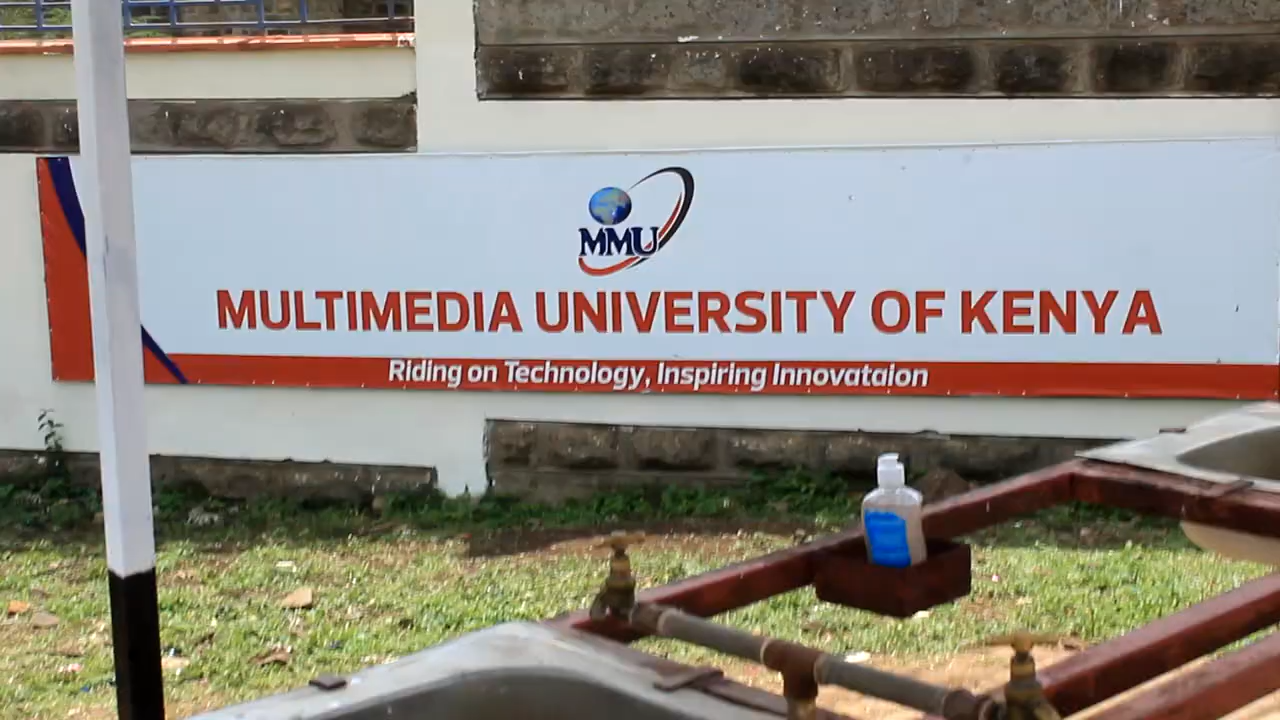 MMU
MULTIMEDIA UNIVERSITY OF KENYA
Riding on Technology, Inspiring Innovataion